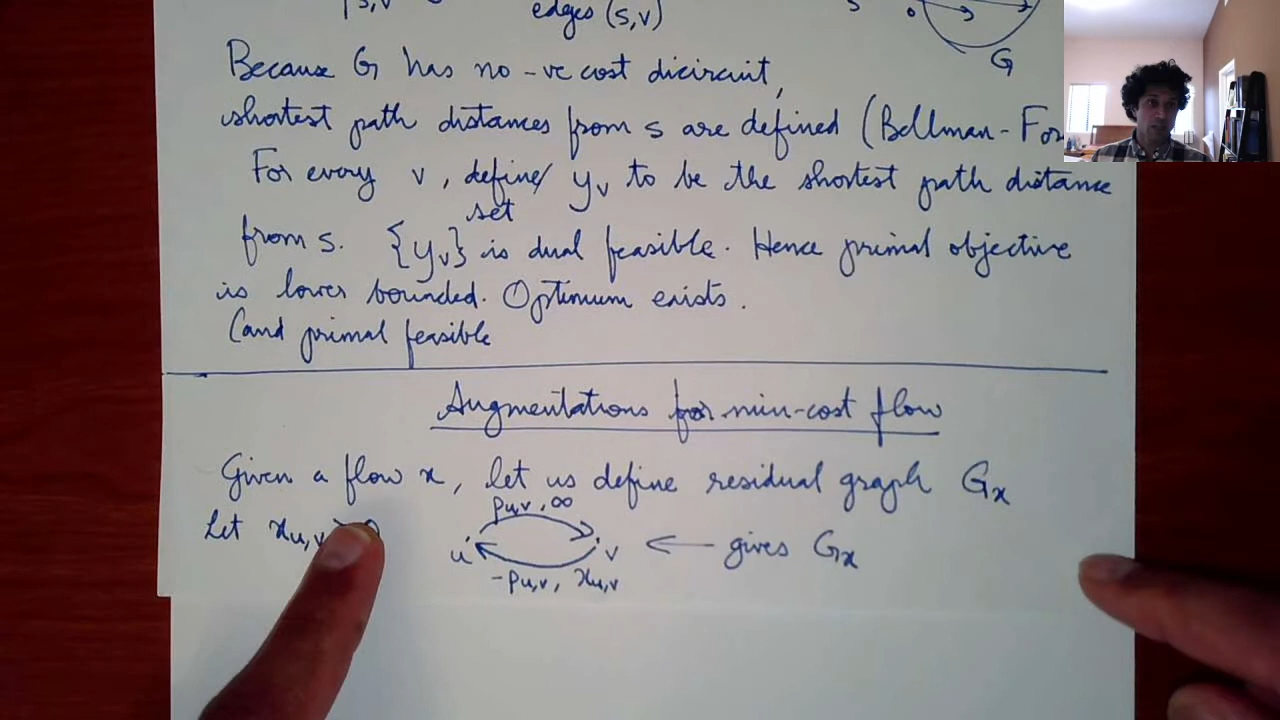 edges (s,v)
s
G
Because G has no -ve cost dicircuit,
shortest path distances from s are defined (Bellman-For
For every v, define/ y_v to be the shortest path distance
set
from s. {y_v} is dual feasible. Hence primal objective
is lower bounded. Optimum exists.
(and primal feasible
Augmentations for min-cost flow
Given a flow x, let us define residual graph G_x
Let x_{u,v}
p_{u,v}, ∞
u v ← gives G_x
-p_{u,v}, x_{u,v}